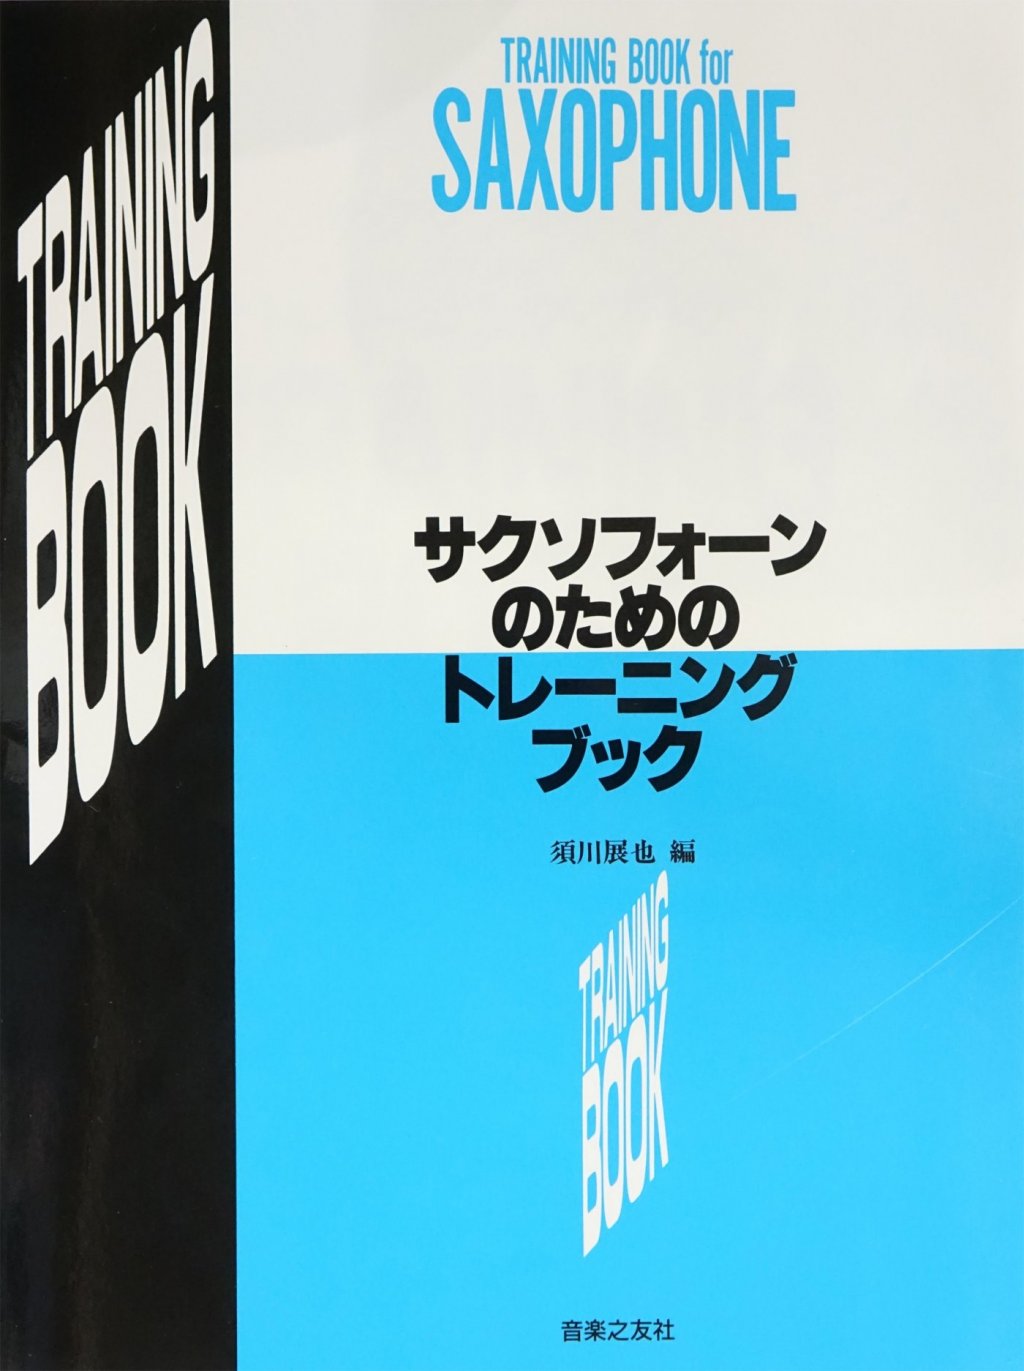 TRAINING
BOOK
TRAINING BOOK for
SAXOPHONE
サクソフォーン
のための
トレーニング
ブック
須川展也 編
TRAINING
BOOK
音楽之友社